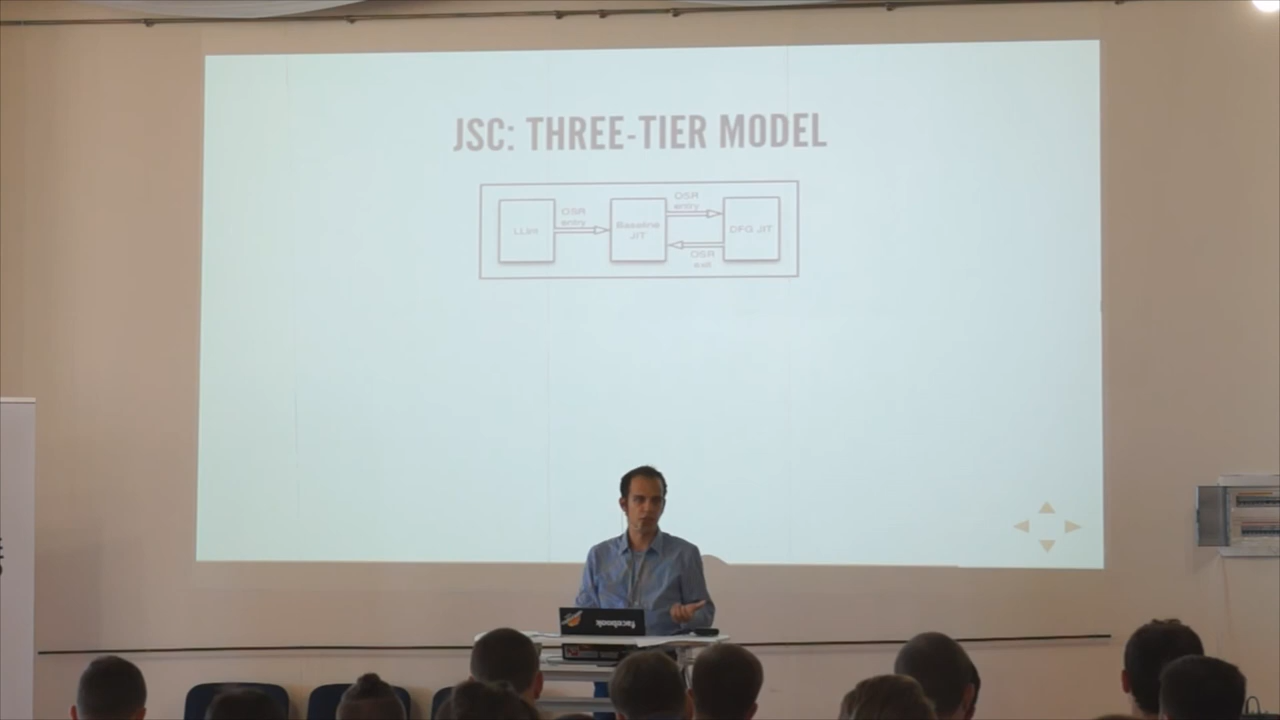 JSC: THREE-TIER MODEL
OSR
entry
OSR
entry
LLInt
Baseline
JIT
DFG JIT
OSR
exit
facebook